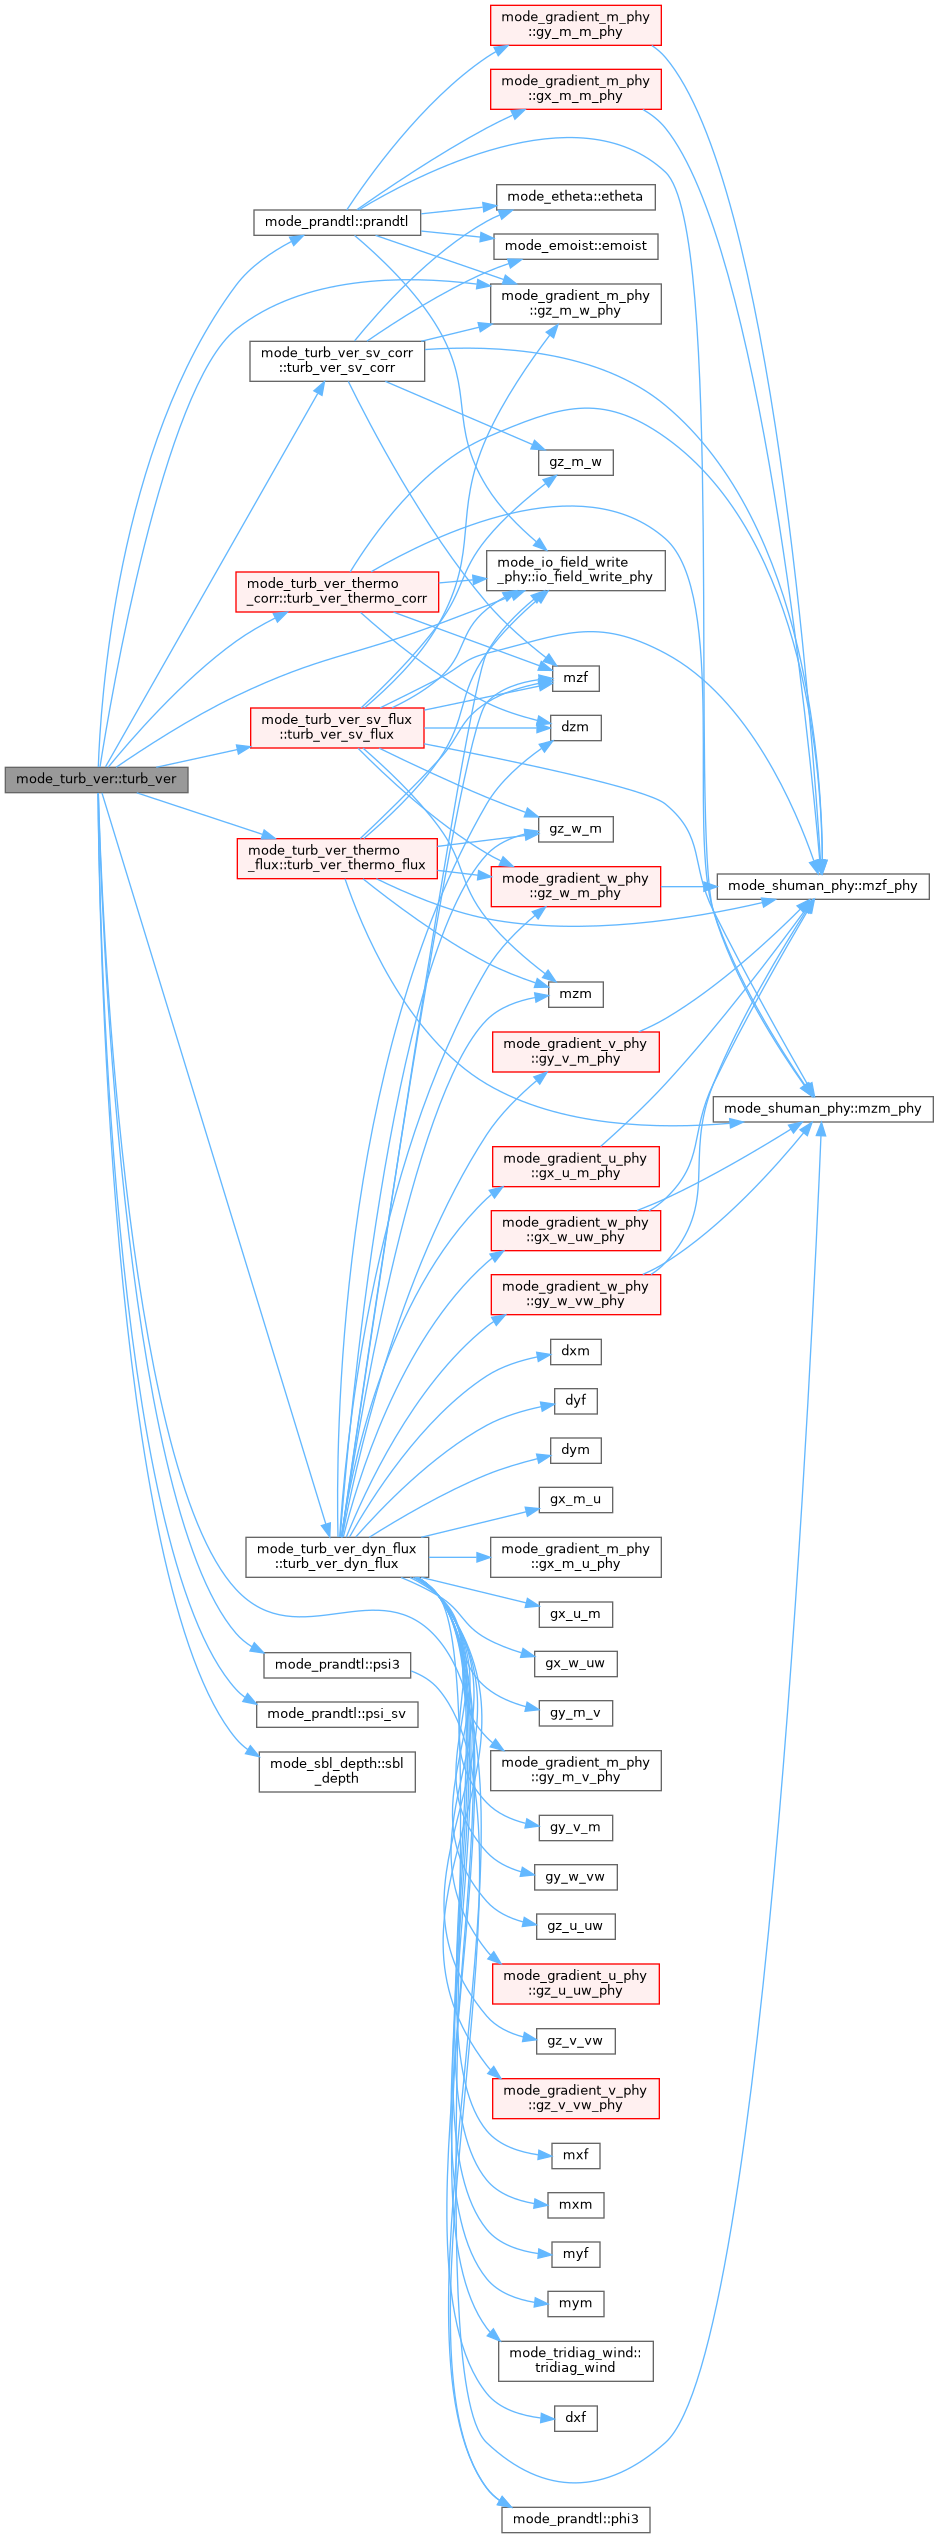 mode_gradient_m_phy
::gy_m_m_phy
mode_gradient_m_phy
::gx_m_m_phy
mode_etheta::etheta
mode_prandtl::prandtl
mode_emoist::emoist
mode_gradient_m_phy
::gz_m_w_phy
mode_turb_ver_sv_corr
::turb_ver_sv_corr
gz_m_w
mode_io_field_write
_phy::io_field_write_phy
mode_turb_ver_thermo
_corr::turb_ver_thermo_corr
mzf
mode_turb_ver_sv_flux
::turb_ver_sv_flux
dzm
mode_turb_ver::turb_ver
gz_w_m
mode_turb_ver_thermo
_flux::turb_ver_thermo_flux
mode_gradient_w_phy
::gz_w_m_phy
mode_shuman_phy::mzf_phy
mzm
mode_gradient_v_phy
::gy_v_m_phy
mode_shuman_phy::mzm_phy
mode_gradient_u_phy
::gx_u_m_phy
mode_gradient_w_phy
::gx_w_uw_phy
mode_gradient_w_phy
::gy_w_vw_phy
dxm
dyf
dym
gx_m_u
mode_turb_ver_dyn_flux
::turb_ver_dyn_flux
mode_gradient_m_phy
::gx_m_u_phy
gx_u_m
mode_prandtl::psi3
gx_w_uw
mode_prandtl::psi_sv
gy_m_v
mode_sbl_depth::sbl
_depth
mode_gradient_m_phy
::gy_m_v_phy
gy_v_m
gy_w_vw
gz_u_uw
mode_gradient_u_phy
::gz_u_uw_phy
gz_v_vw
mode_gradient_v_phy
::gz_v_vw_phy
mxf
mxm
myf
mym
mode_tridiag_wind::
tridiag_wind
dxf
mode_prandtl::phi3